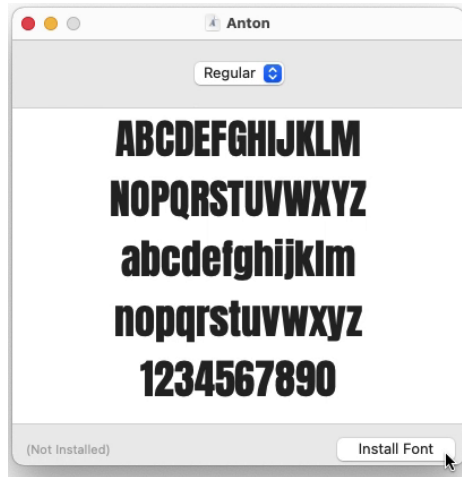 Anton
Regular
ABCDEFGHIJKLM
NOPQRSTUVWXYZ
abcdefghijklm
nopqrstuvwxyz
1234567890
(Not Installed)
Install Font